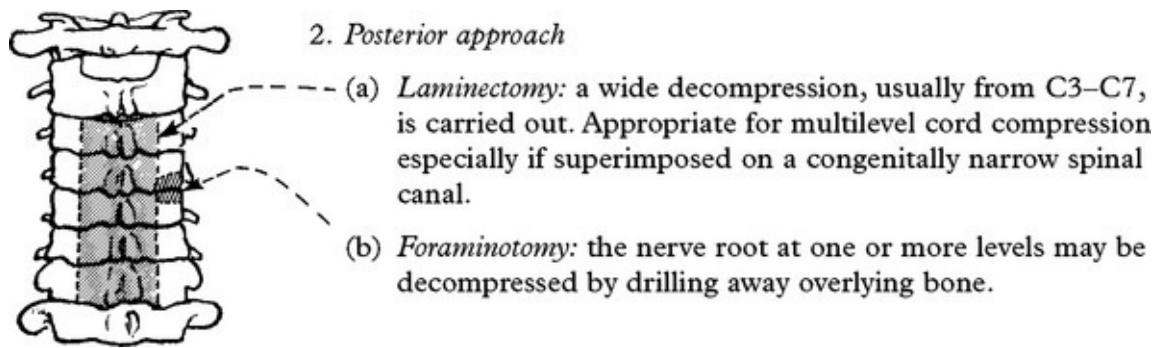 2. Posterior approach
(a) Laminectomy: a wide decompression, usually from C3–C7,
is carried out. Appropriate for multilevel cord compression
especially if superimposed on a congenitally narrow spinal
canal.
(b) Foraminotomy: the nerve root at one or more levels may be
decompressed by drilling away overlying bone.